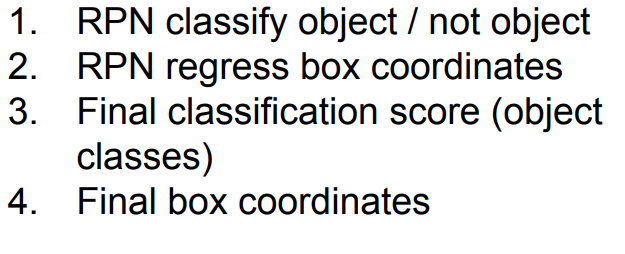 1. RPN classify object / not object
2. RPN regress box coordinates
3. Final classification score (object
classes)
4. Final box coordinates